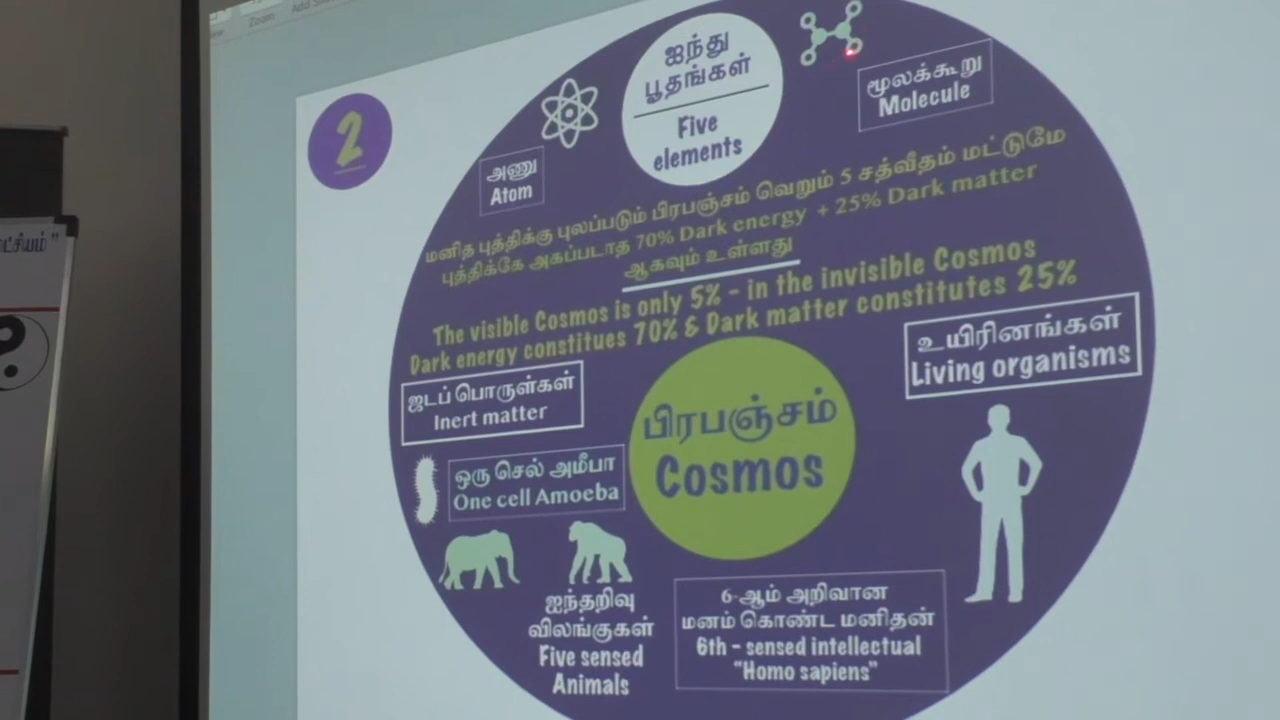 Zoom
2
ஐந்து
பூதங்கள்
Five
elements
மூலக்கூறு
Molecule
அணு
Atom
மனித புத்திக்கு புலப்படும் பிரபஞ்சம் வெறும் 5 சத்வீதம் மட்டுமே
புத்திக்கே அகப்படாத 70% Dark energy + 25% Dark matter
ஆகவும் உள்ளது
The visible Cosmos is only 5% - in the invisible Cosmos
Dark energy constitues 70% & Dark matter constitutes 25%
உயிரினங்கள்
Living organisms
ஜடப் பொருள்கள்
Inert matter
பிரபஞ்சம்
Cosmos
ஒரு செல் அமீபா
One cell Amoeba
ஐந்தறிவு
விலங்குகள்
Five sensed
Animals
6-ஆம் அறிவான
மனம் கொண்ட மனிதன்
6th - sensed intellectual
"Homo sapiens"